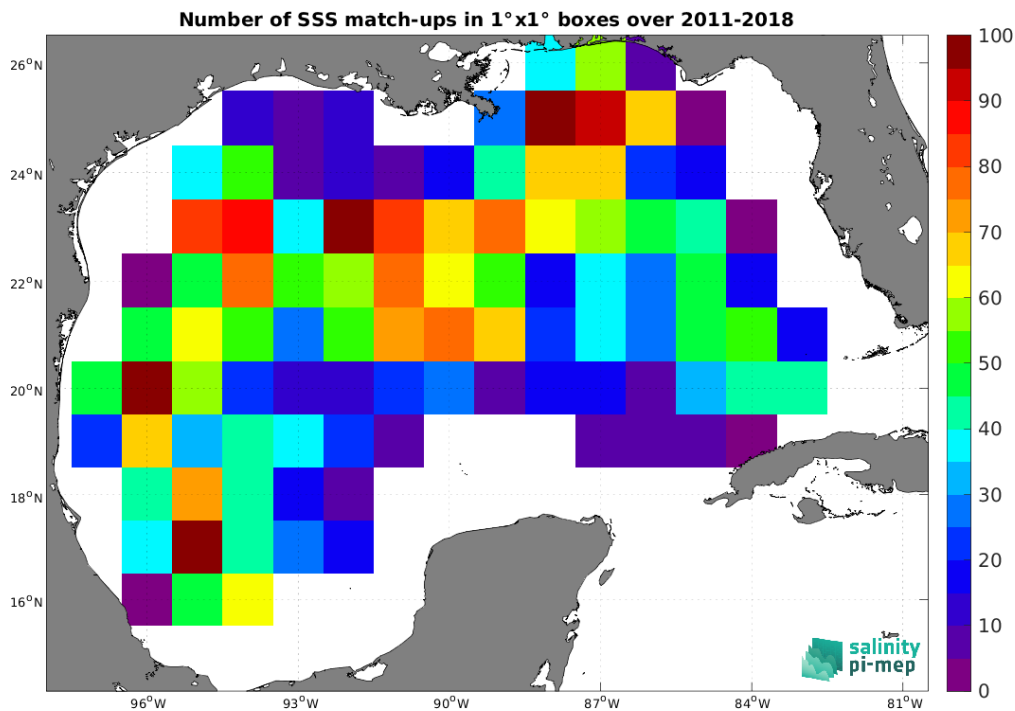 Number of SSS match-ups in 1°x1° boxes over 2011-2018
26°N
24°N
22°N
20°N
18°N
16°N
96°W
93°W
90°W
87°W
84°W
81°W
100
90
80
70
60
50
40
30
20
10
0
salinity
pi-mep